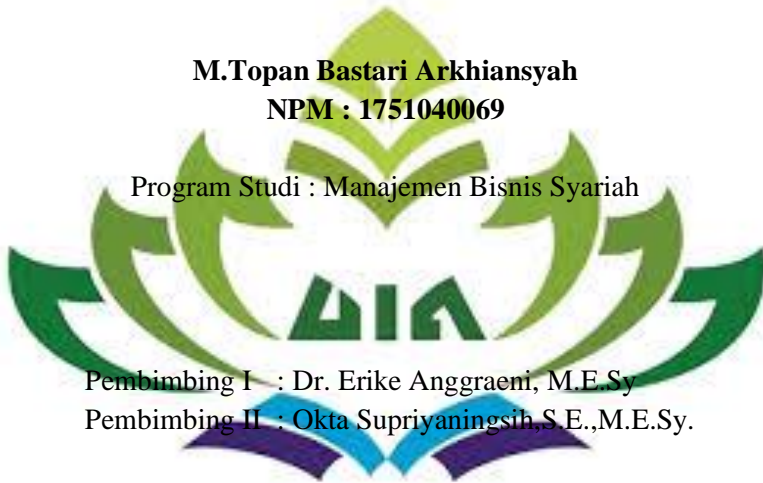 M.Topan Bastari Arkhiansyah
NPM : 1751040069
Program Studi : Manajemen Bisnis Syariah
UIN
Pembimbing I : Dr. Erike Anggraeni, M.E.Sy
Pembimbing II : Okta Supriyaningsih,S.E.,M.E.Sy.